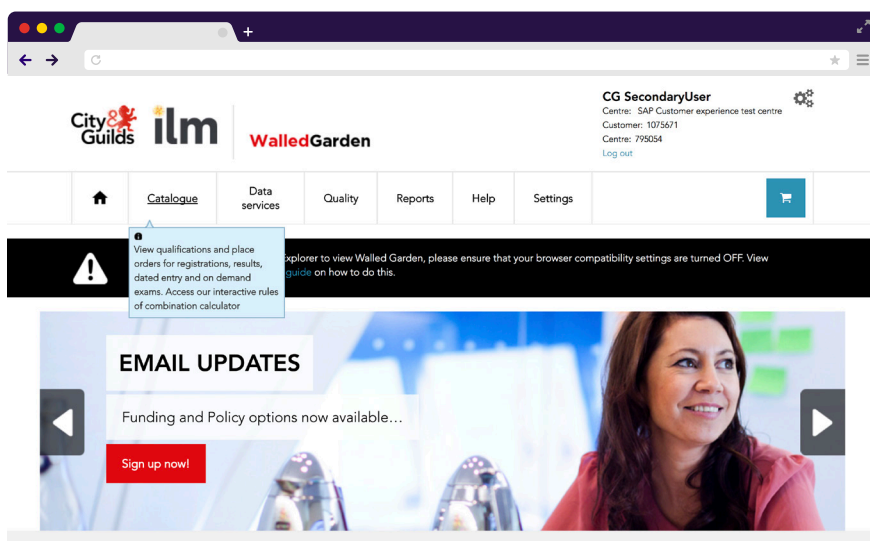 CG SecondaryUser
Centre: SAP Customer experience test centre
Customer: 1075671
Centre: 795054
Log out
City&
Guilds
ilm
WalledGarden
Catalogue
Data
services
Quality
Reports
Help
Settings
View qualifications and place
orders for registrations, results,
dated entry and on demand
exams. Access our interactive rules
of combination calculator
xplorer to view Walled Garden, please ensure that your browser compatibility settings are turned OFF. View
guide on how to do this.
EMAIL UPDATES
Funding and Policy options now available...
Sign up now!